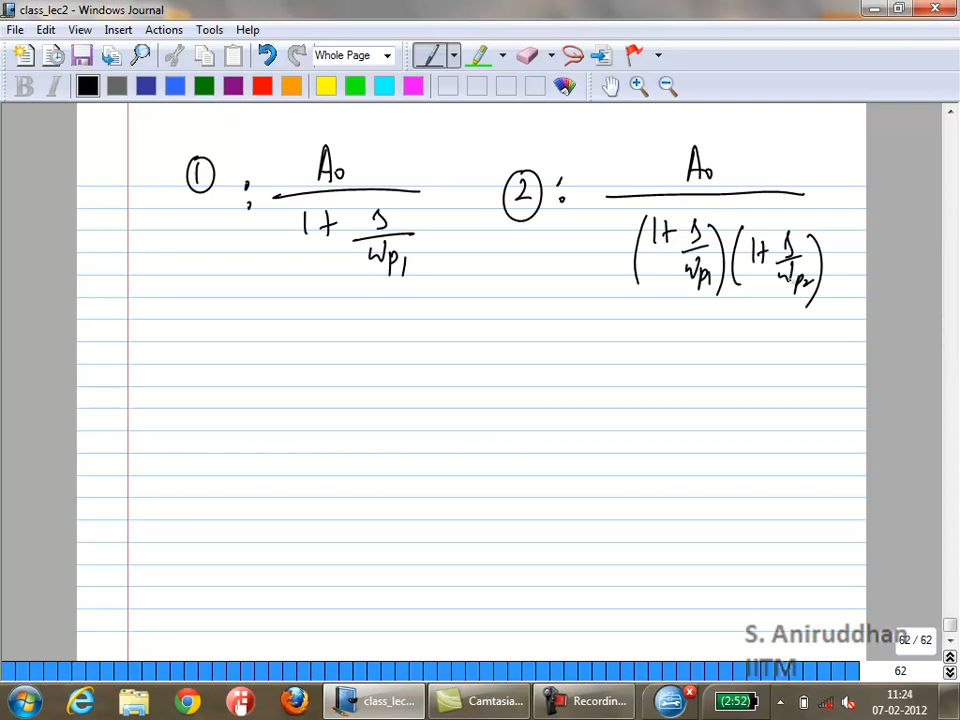 class_lec2 - Windows Journal
File Edit View Insert Actions Tools Help
Whole Page
B I
① : A₀ / (1 + s/ωp1)
② : A₀ / ((1 + s/ωp1)(1 + s/ωp2))
S. Aniruddhan
IITM
62 / 62
62
class_lec...
Camtasia...
Recordin...
(2:52)
11:24
07-02-2012